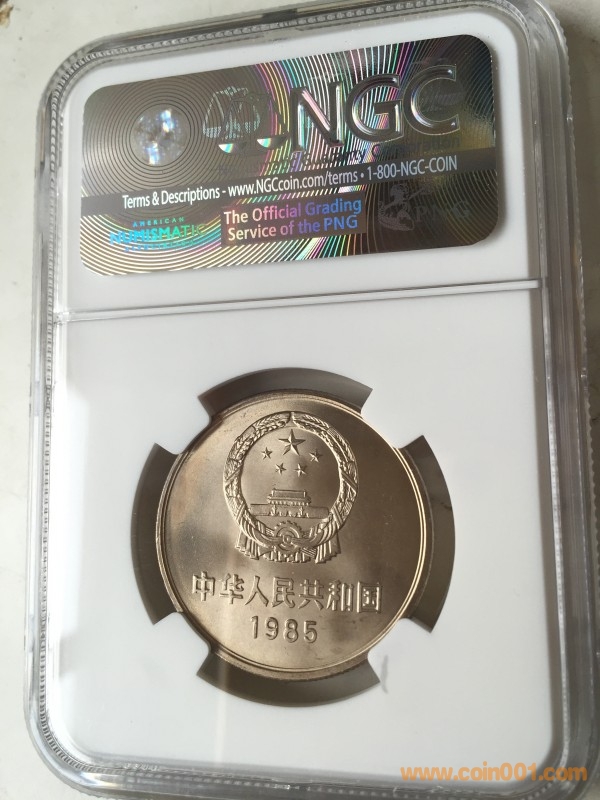 NGC
Terms & Descriptions - www.NGCcoin.com/terms • 1-800-NGC-COIN
AMERICAN
NUMISMATIC
The Official Grading
Service of the PNG
中华人民共和国
1985
www.coin001.com